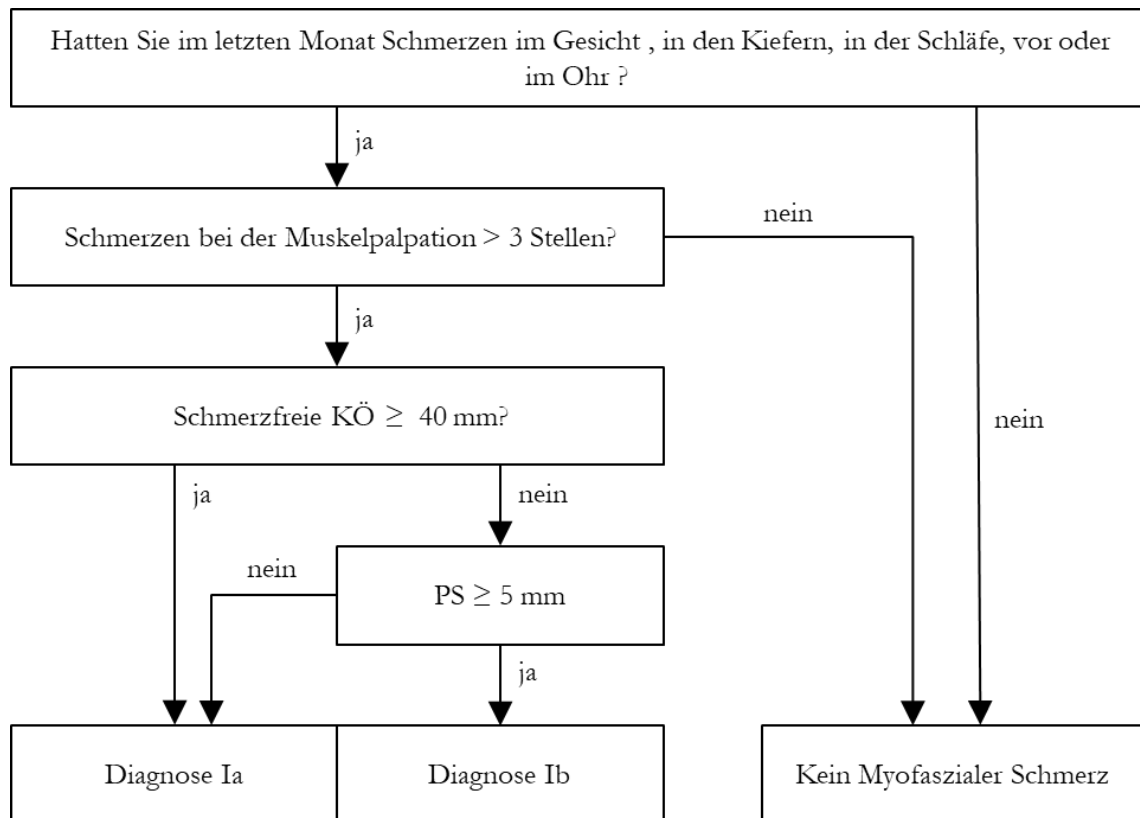 Hatten Sie im letzten Monat Schmerzen im Gesicht , in den Kiefern, in der Schläfe, vor oder
im Ohr ?
ja
nein
Schmerzen bei der Muskelpalpation > 3 Stellen?
ja
Schmerzfreie KÖ ≥ 40 mm?
nein
ja
nein
nein
PS ≥ 5 mm
ja
Diagnose Ia
Diagnose Ib
Kein Myofaszialer Schmerz